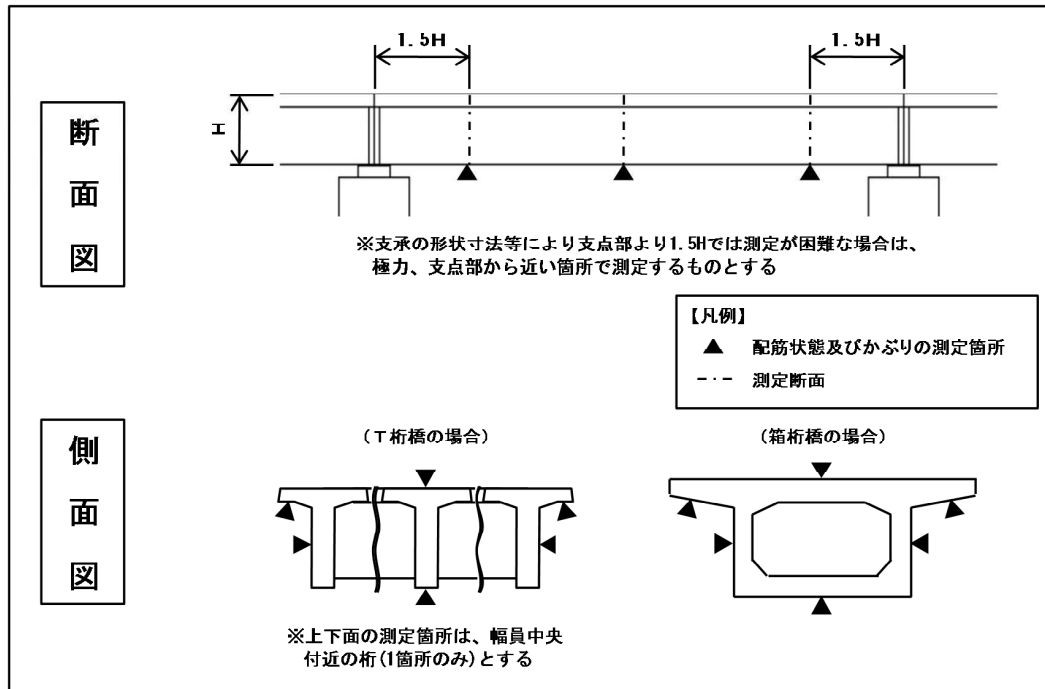 断面図
1.5H
1.5H
H
※支承の形状寸法等により支点部より1.5Hでは測定が困難な場合は、
極力、支点部から近い箇所で測定するものとする
【凡例】
▲ 配筋状態及びかぶりの測定箇所
測定断面
側面図
(T桁橋の場合)
(箱桁橋の場合)
※上下面の測定箇所は、幅員中央
付近の桁(1箇所のみ)とする